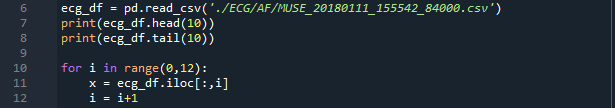 6 ecg_df = pd.read_csv('./ECG/AF/MUSE_20180111_155542_84000.csv')
7 print(ecg_df.head(10))
8 print(ecg_df.tail(10))
9
10 for i in range(0,12):
11     x = ecg_df.iloc[:,i]
12     i = i+1